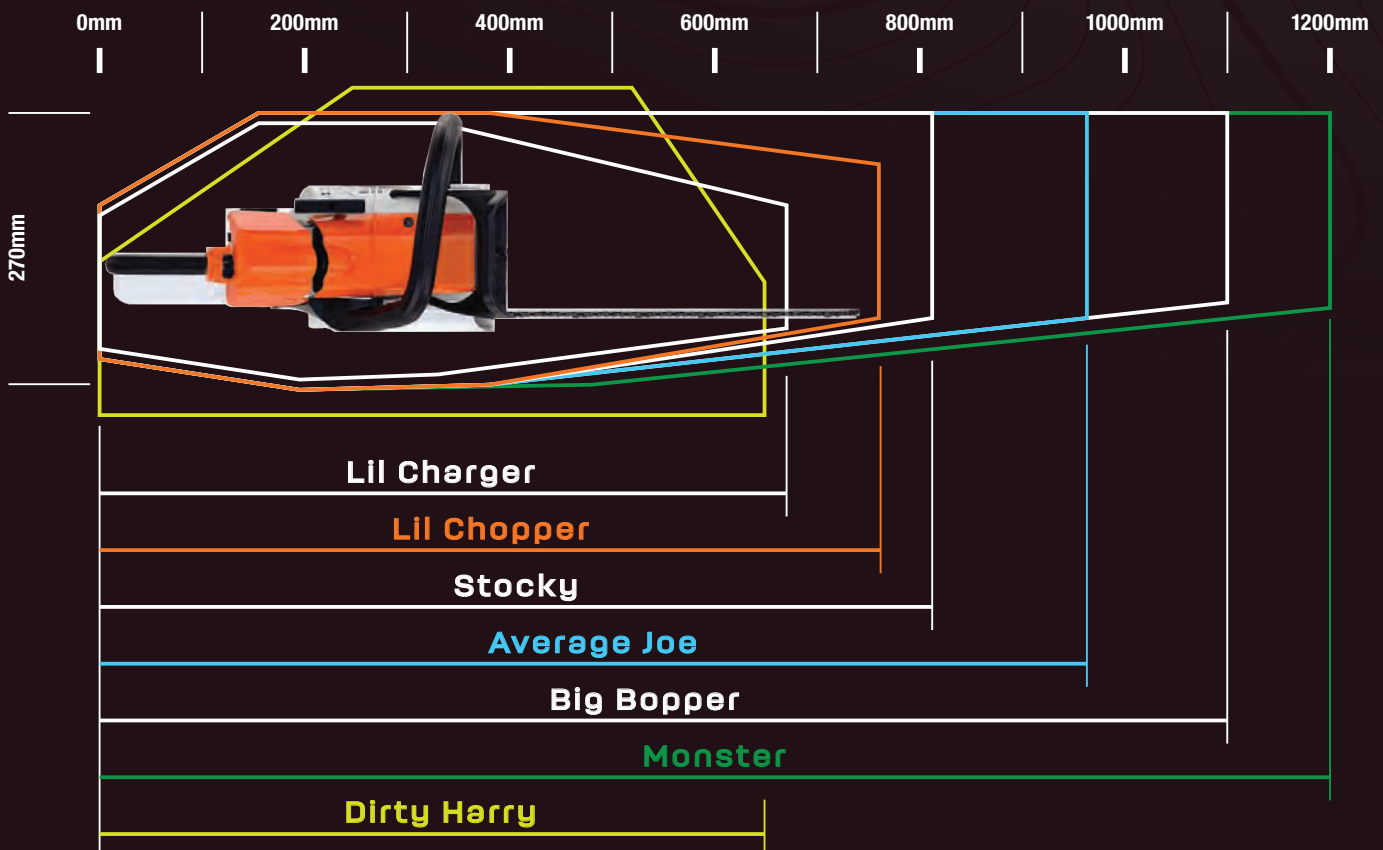 0mm 200mm 400mm 600mm 800mm 1000mm 1200mm
270mm
Lil Charger
Lil Chopper
Stocky
Average Joe
Big Bopper
Monster
Dirty Harry